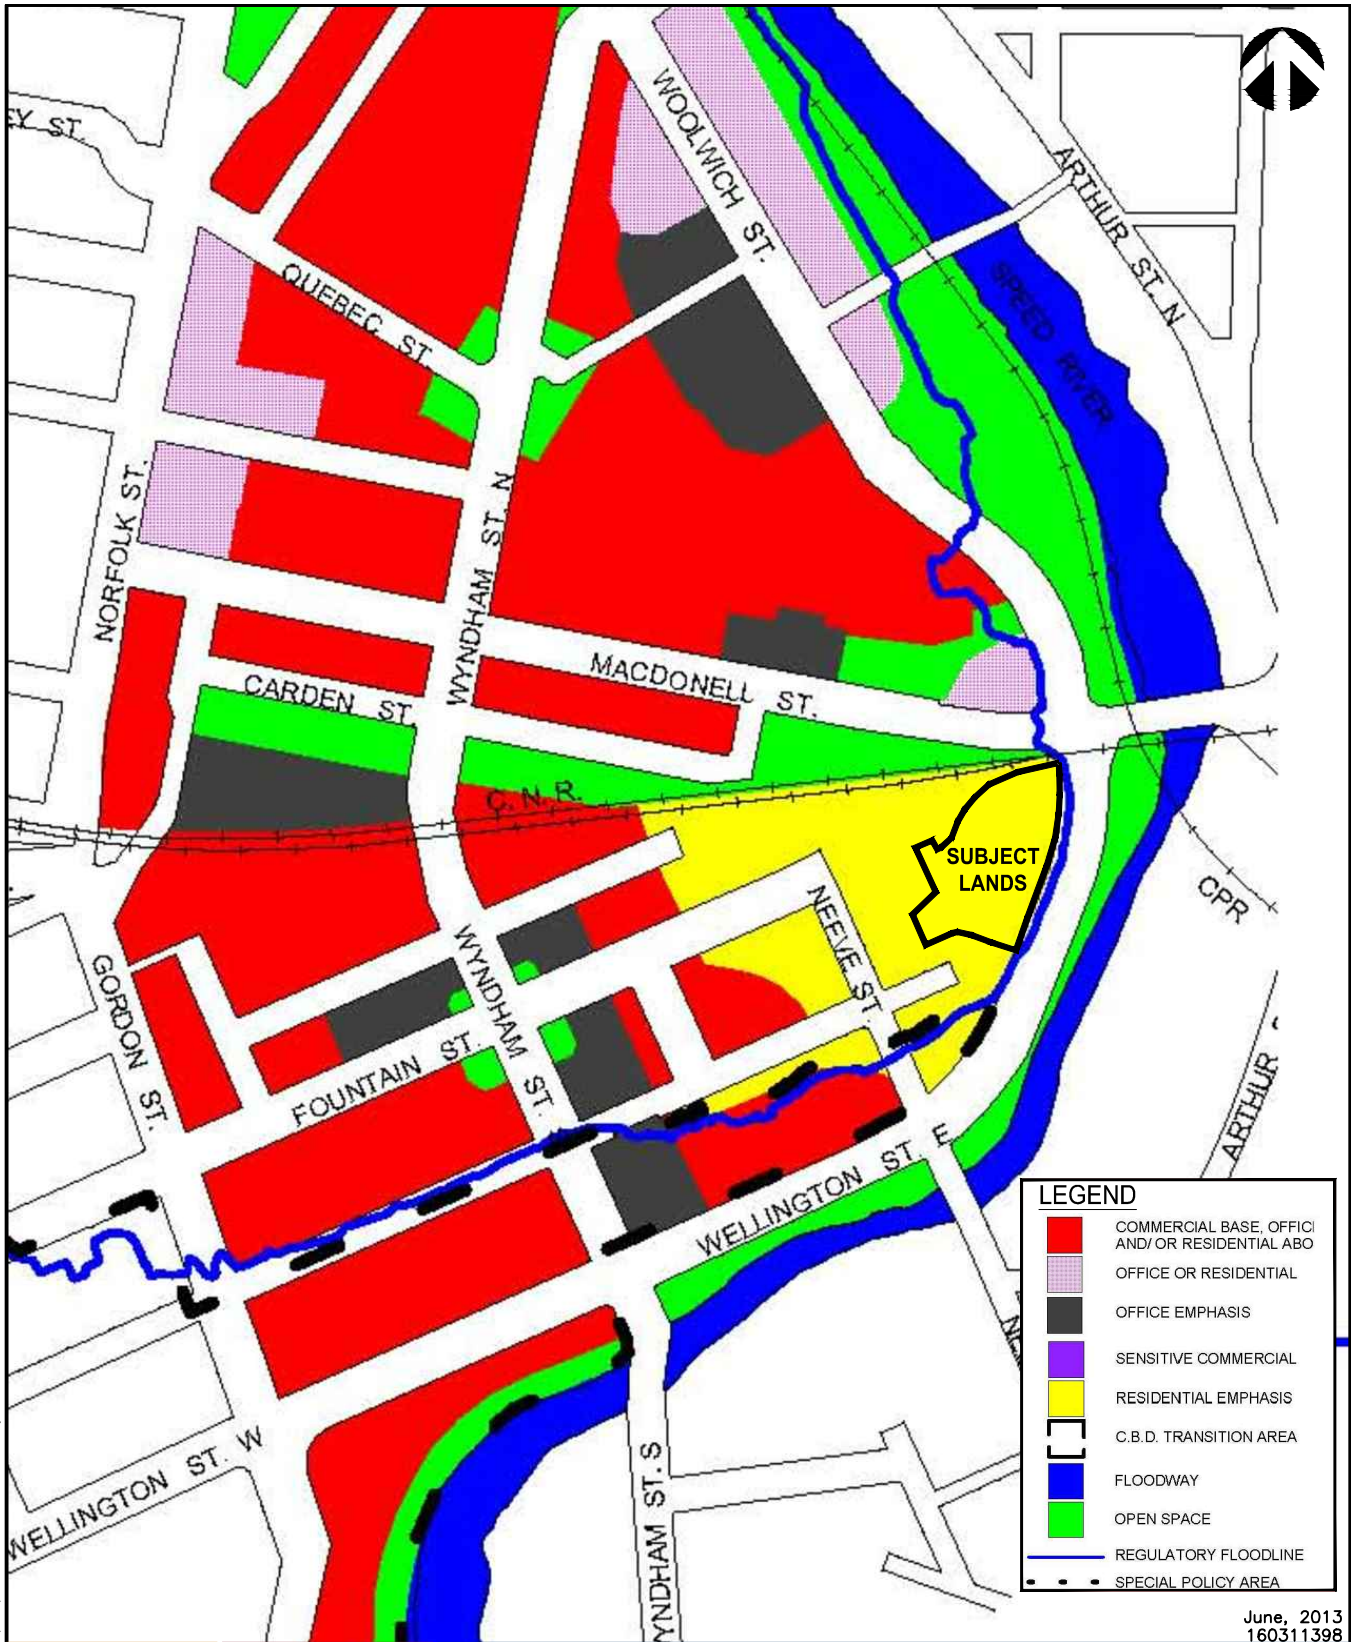 WOOLWICH ST.
EY ST.
ARTHUR ST. N
QUEBEC ST.
SPEED RIVER
NORFOLK ST.
WYNDHAM ST. N
MACDONELL ST.
CARDEN ST.
C. N. R.
SUBJECT
LANDS
CPR
NEEVE ST.
WYNDHAM ST.
GORDON ST.
FOUNTAIN ST.
ARTHUR
WELLINGTON ST. E
WELLINGTON ST. W
YNDHAM ST. S
LEGEND
COMMERCIAL BASE, OFFIC
AND/ OR RESIDENTIAL ABO
OFFICE OR RESIDENTIAL
OFFICE EMPHASIS
SENSITIVE COMMERCIAL
RESIDENTIAL EMPHASIS
C.B.D. TRANSITION AREA
FLOODWAY
OPEN SPACE
REGULATORY FLOODLINE
SPECIAL POLICY AREA
June, 2013
160311398